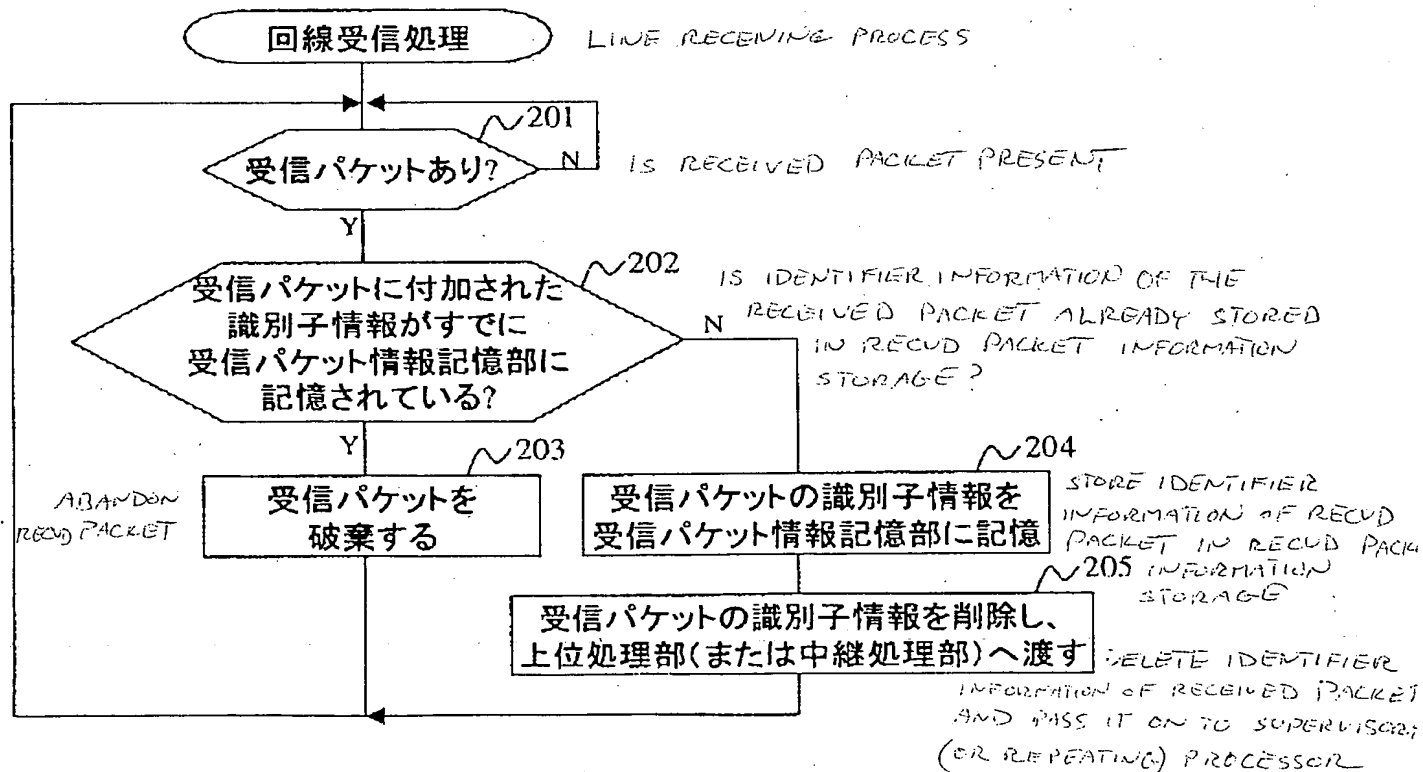 回線受信処理
LINE RECEIVING PROCESS
201
受信パケットあり?
N
IS RECEIVED PACKET PRESENT
Y
202
受信パケットに付加された
識別子情報がすでに
受信パケット情報記憶部に
記憶されている?
N
IS IDENTIFIER INFORMATION OF THE
RECEIVED PACKET ALREADY STORED
IN RECVD PACKET INFORMATION
STORAGE?
Y
203
受信パケットを
破棄する
ABANDON
RECVD PACKET
204
受信パケットの識別子情報を
受信パケット情報記憶部に記憶
STORE IDENTIFIER
INFORMATION OF RECVD
PACKET IN RECVD PACK
INFORMATION
STORAGE
205
受信パケットの識別子情報を削除し、
上位処理部(または中継処理部)へ渡す
DELETE IDENTIFIER
INFORMATION OF RECEIVED PACKET
AND PASS IT ON TO SUPERVISOR
(OR REPEATING) PROCESSOR